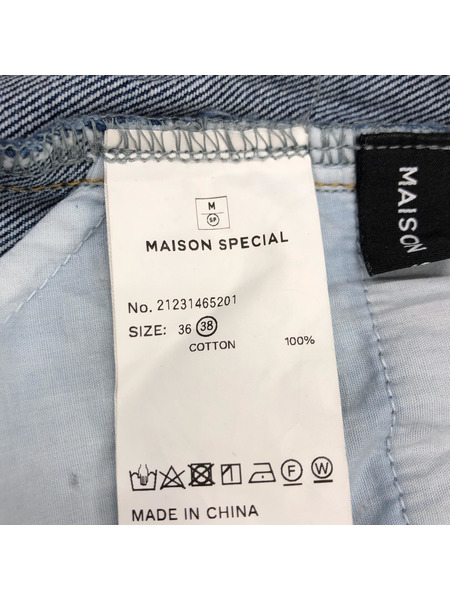 M
SP
MAISON SPECIAL
No. 21231465201
SIZE: 36 38
COTTON 100%
F W
MADE IN CHINA
MAISON